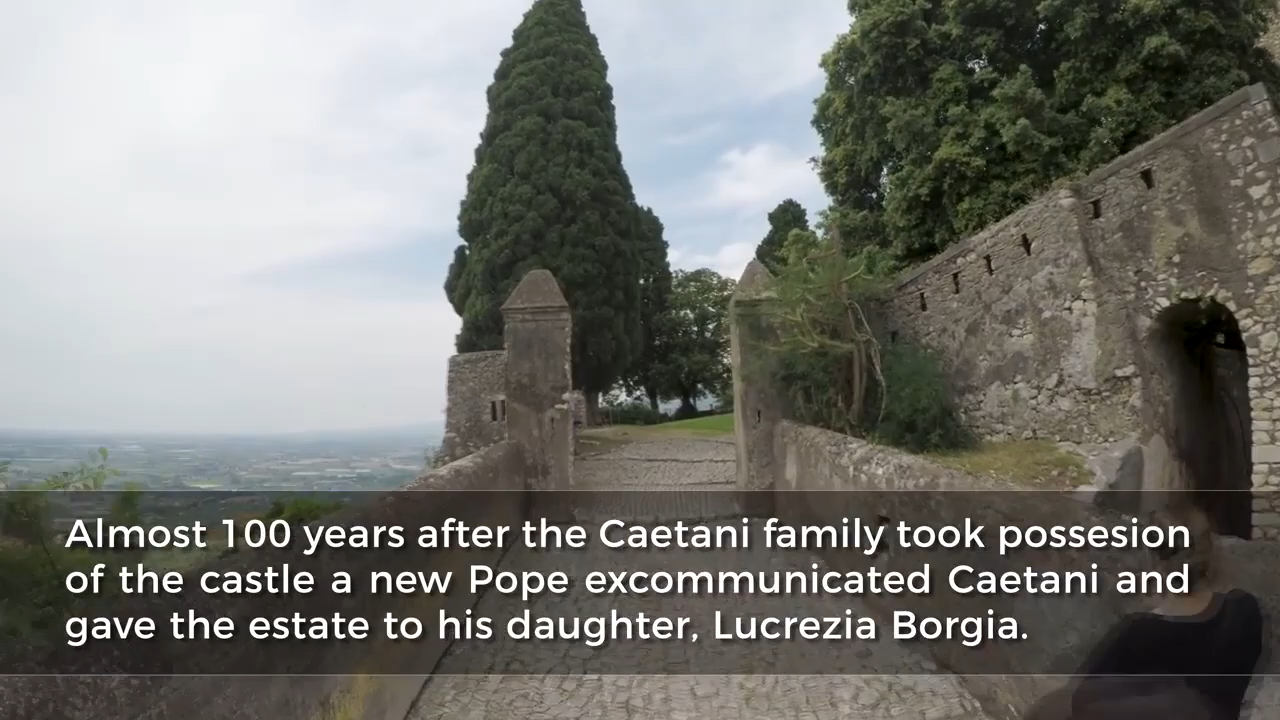 Almost 100 years after the Caetani family took possesion
of the castle a new Pope excommunicated Caetani and
gave the estate to his daughter, Lucrezia Borgia.